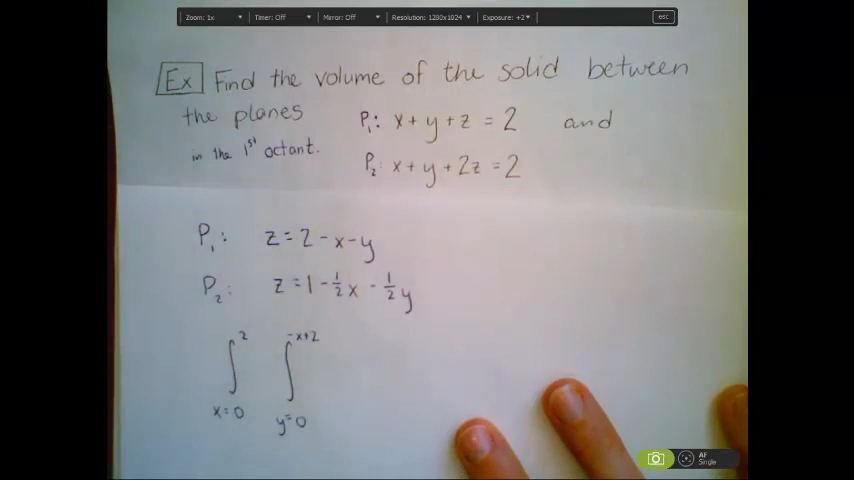 Zoom: 1x Timer: Off Mirror: Off Resolution: 1280x1024 Exposure: +2 esc
Ex Find the volume of the solid between
the planes P₁: x + y + z = 2 and
in the 1st octant. P₂: x + y + 2z = 2
P₁: z = 2 - x - y
P₂: z = 1 - 1/2 x - 1/2 y
∫ x=0 2 ∫ y=0 -x+2
AF
Single